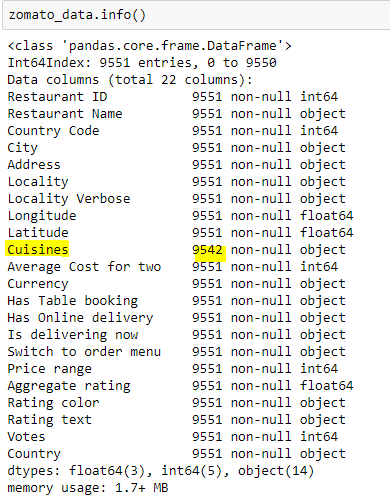 zomato_data.info()
<class 'pandas.core.frame.DataFrame'>
Int64Index: 9551 entries, 0 to 9550
Data columns (total 22 columns):
Restaurant ID           9551 non-null int64
Restaurant Name         9551 non-null object
Country Code            9551 non-null int64
City                    9551 non-null object
Address                 9551 non-null object
Locality                9551 non-null object
Locality Verbose        9551 non-null object
Longitude               9551 non-null float64
Latitude                9551 non-null float64
Cuisines                9542 non-null object
Average Cost for two    9551 non-null int64
Currency                9551 non-null object
Has Table booking       9551 non-null object
Has Online delivery     9551 non-null object
Is delivering now       9551 non-null object
Switch to order menu    9551 non-null object
Price range             9551 non-null int64
Aggregate rating        9551 non-null float64
Rating color            9551 non-null object
Rating text             9551 non-null object
Votes                   9551 non-null int64
Country                 9551 non-null object
dtypes: float64(3), int64(5), object(14)
memory usage: 1.7+ MB